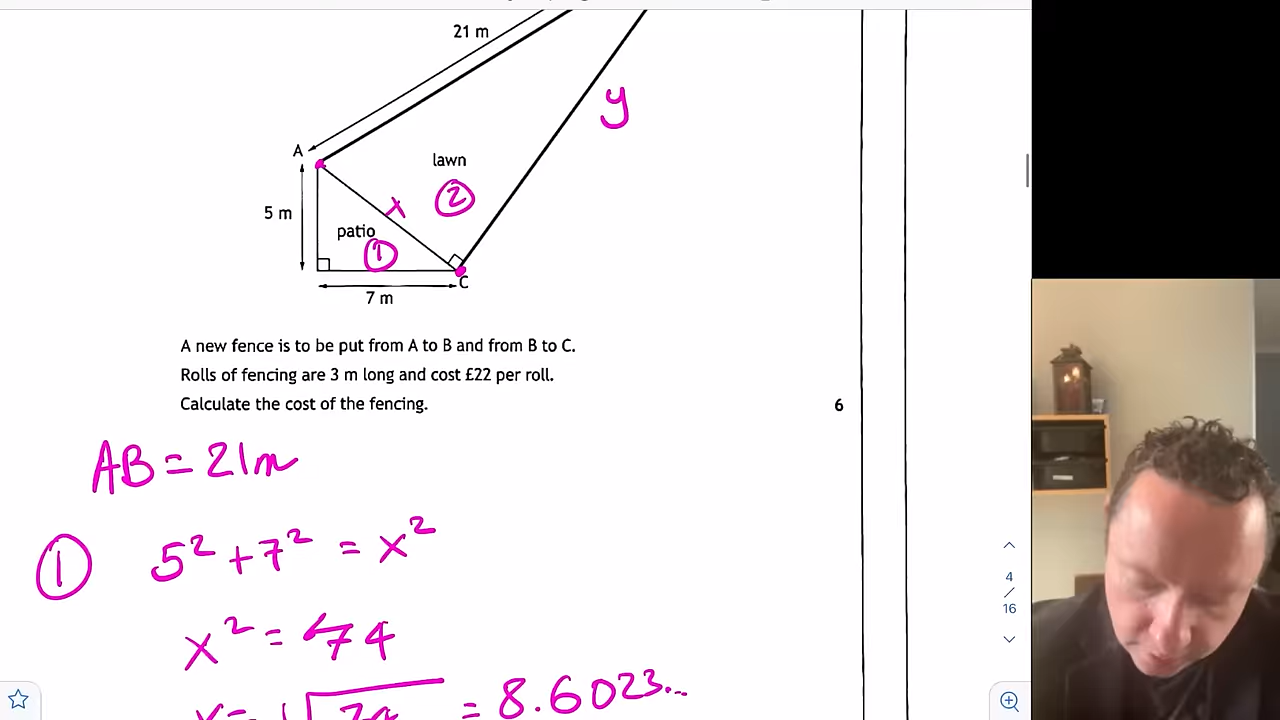 21 m
y
A
lawn
②
x
5 m
patio
①
C
7 m
A new fence is to be put from A to B and from B to C.
Rolls of fencing are 3 m long and cost £22 per roll.
Calculate the cost of the fencing.
6
AB = 21m
① 5² + 7² = x²
x² = 74
x = √74 = 8.6023...
4
/
16